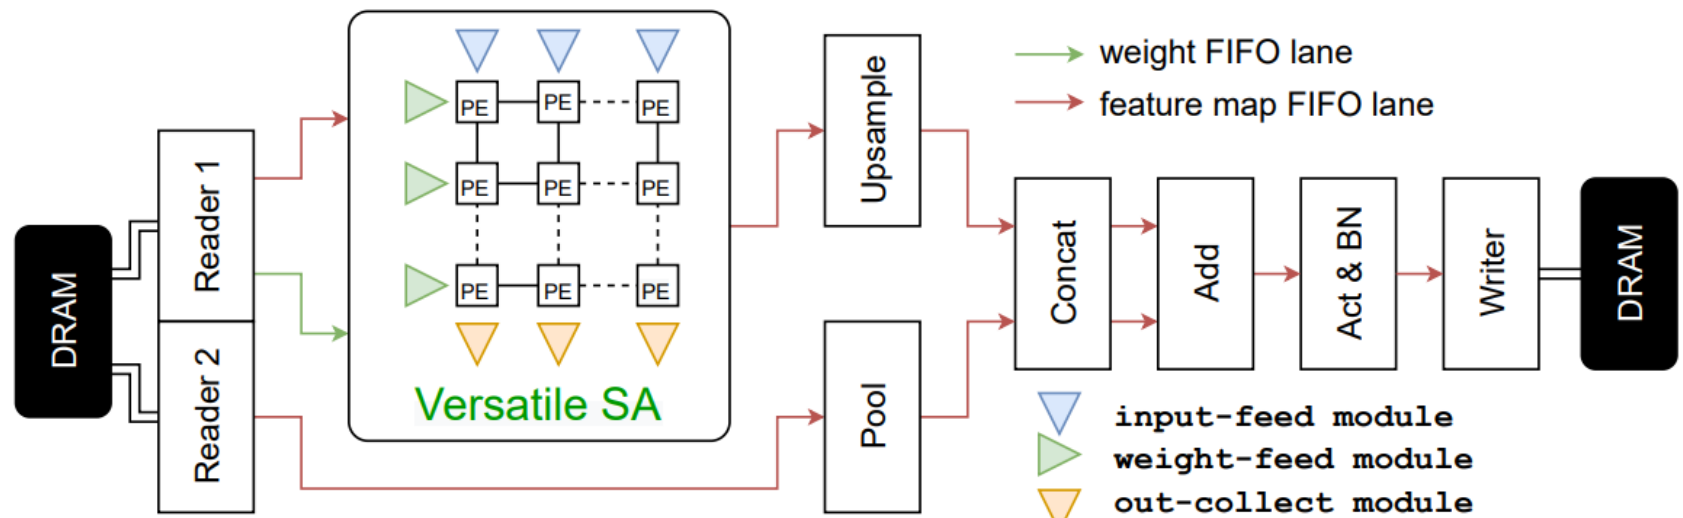 DRAM
Reader 1
Reader 2
PE PE PE
PE PE PE
PE PE PE
Versatile SA
Upsample
Pool
weight FIFO lane
feature map FIFO lane
Concat
Add
Act & BN
Writer
DRAM
input-feed module
weight-feed module
out-collect module